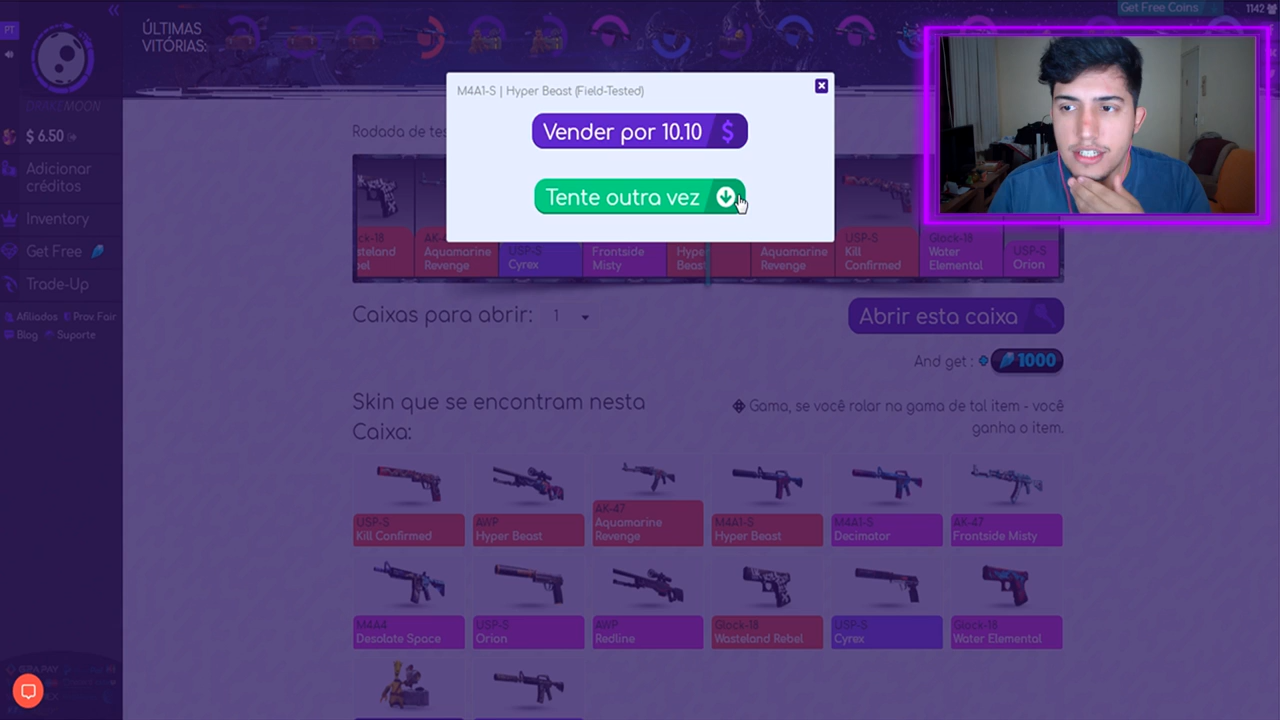 Get Free Coins
1142
PT
ÚLTIMAS
VITÓRIAS:
DRAKEMOON
$ 6.50
Adicionar
créditos
Inventory
Get Free
Trade-Up
Afiliados
Prov. Fair
Blog
Suporte
M4A1-S | Hyper Beast (Field-Tested)
Vender por 10.10 $
Tente outra vez
Rodada de tes
ck-18
steland
bel
AK-
Aquamarine
Revenge
USP-S
Cyrex
Frontside
Misty
Hyper
Beast
Aquamarine
Revenge
USP-S
Kill
Confirmed
Glock-18
Water
Elemental
USP-S
Orion
Caixas para abrir: 1
Abrir esta caixa
And get : 1000
Skin que se encontram nesta
Caixa:
Gama, se você rolar na gama de tal item - você
ganha o item.
USP-S
Kill Confirmed
AWP
Hyper Beast
AK-47
Aquamarine
Revenge
M4A1-S
Hyper Beast
M4A1-S
Decimator
AK-47
Frontside Misty
M4A4
Desolate Space
USP-S
Orion
AWP
Redline
Glock-18
Wasteland Rebel
USP-S
Cyrex
Glock-18
Water Elemental